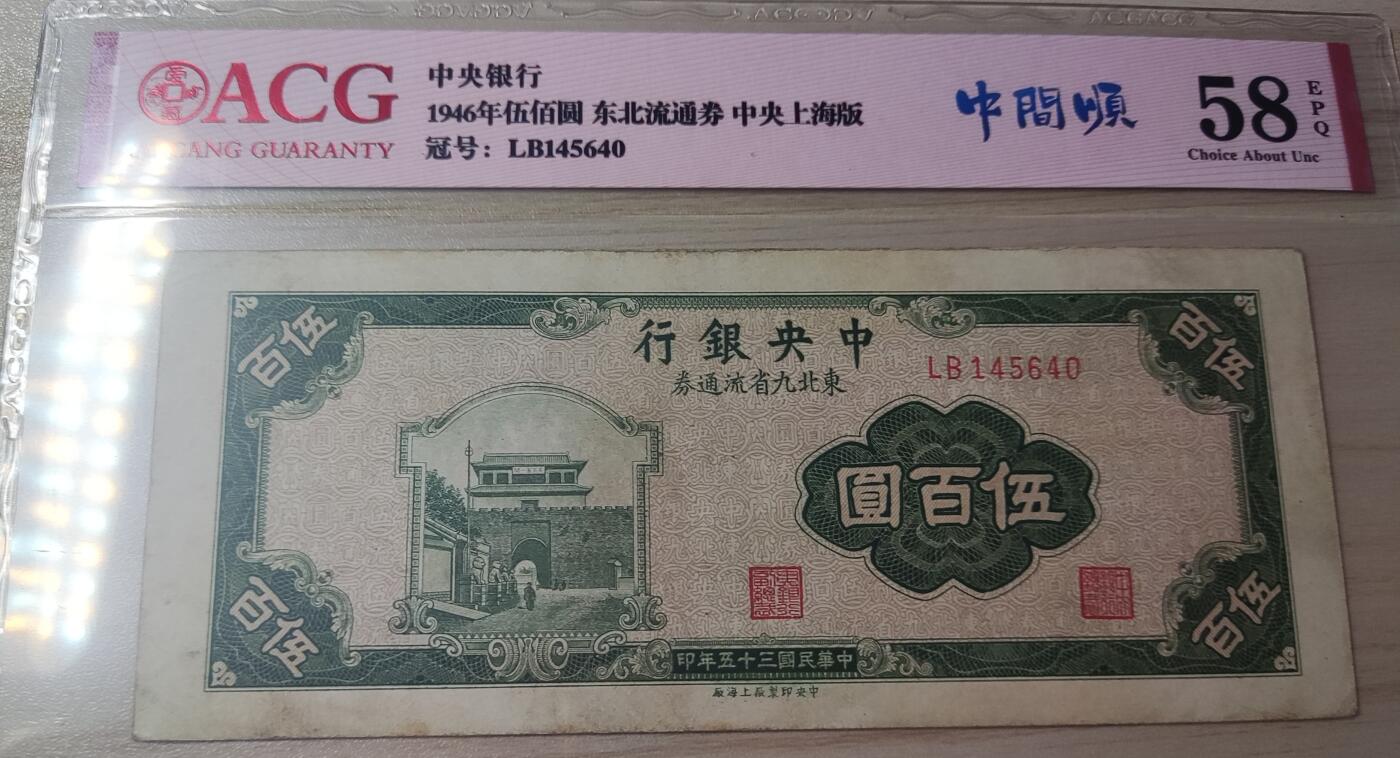 ACG
CANG GUARANTY
中央银行
1946年伍佰圆 东北流通券 中央上海版
冠号：LB145640
中間順
58
EPQ
Choice About Unc
伍百
伍百
行銀央中
券通流省九北東
LB145640
圓百伍
伍百
伍百
印年五十三國民華中
廠海上廠製印央中